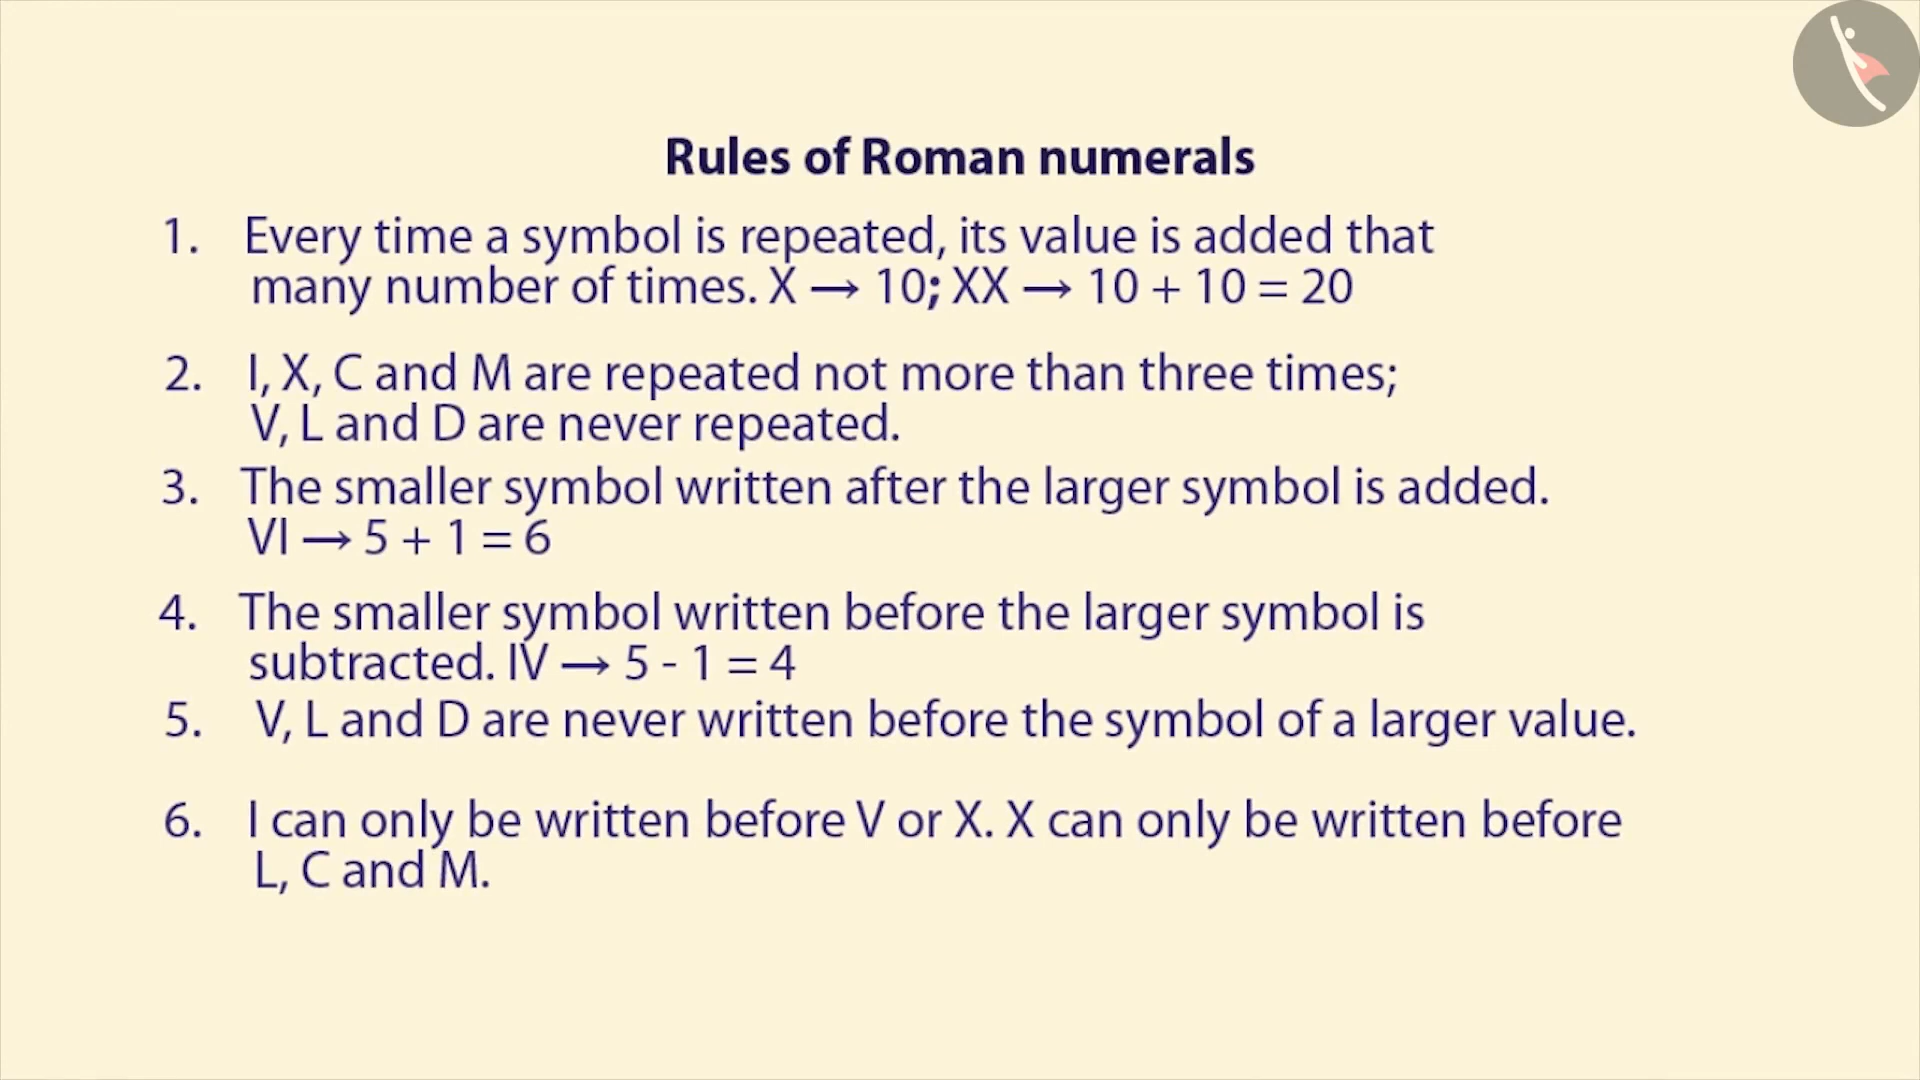 Rules of Roman numerals
1. Every time a symbol is repeated, its value is added that
many number of times. X → 10; XX → 10 + 10 = 20
2. I, X, C and M are repeated not more than three times;
V, L and D are never repeated.
3. The smaller symbol written after the larger symbol is added.
VI → 5 + 1 = 6
4. The smaller symbol written before the larger symbol is
subtracted. IV → 5 - 1 = 4
5. V, L and D are never written before the symbol of a larger value.
6. I can only be written before V or X. X can only be written before
L, C and M.